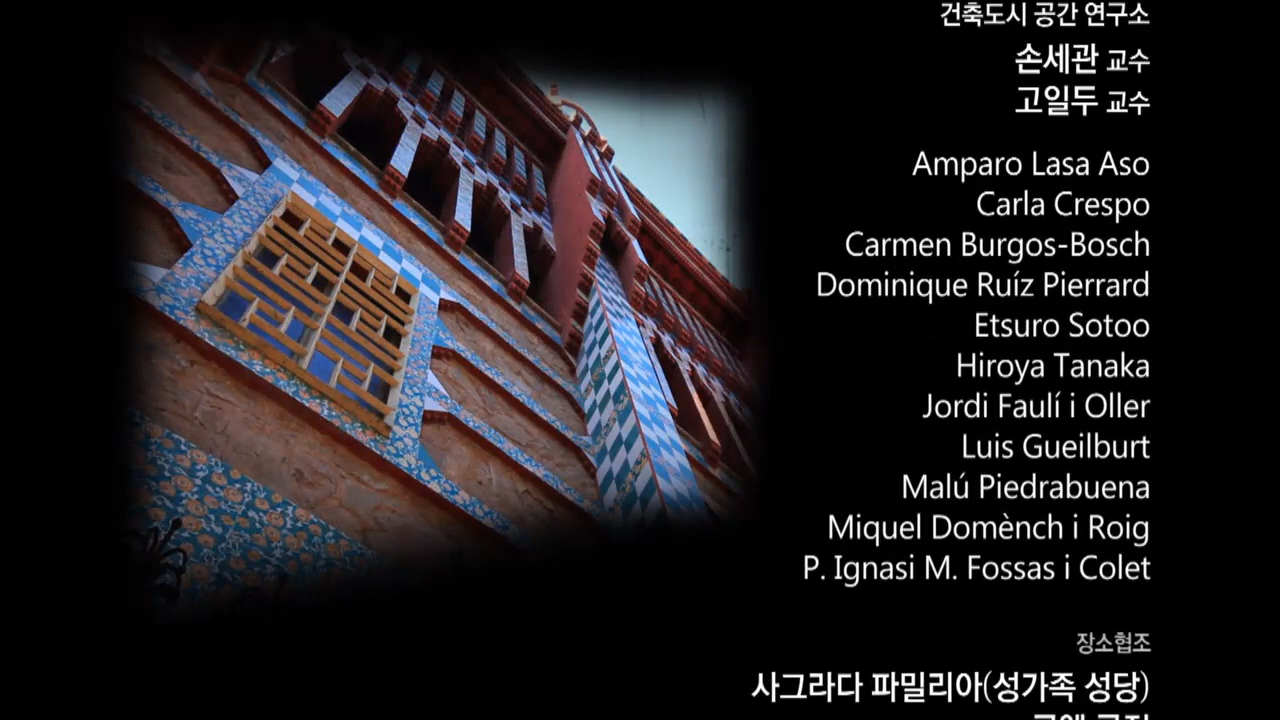 건축도시 공간 연구소
손세관 교수
고일두 교수
Amparo Lasa Aso
Carla Crespo
Carmen Burgos-Bosch
Dominique Ruíz Pierrard
Etsuro Sotoo
Hiroya Tanaka
Jordi Faulí i Oller
Luis Gueilburt
Malú Piedrabuena
Miquel Domènch i Roig
P. Ignasi M. Fossas i Colet
장소협조
사그라다 파밀리아(성가족 성당)